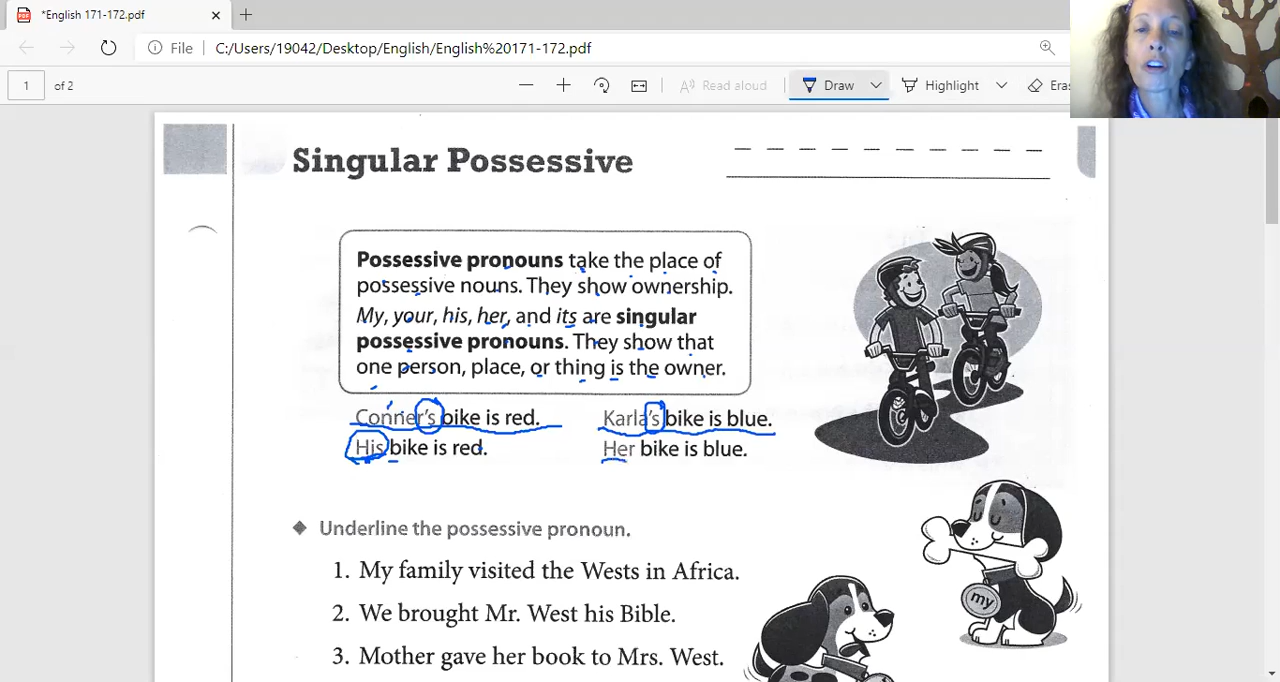 *English 171-172.pdf
File C:/Users/19042/Desktop/English/English%20171-172.pdf
1 of 2 Read aloud Draw Highlight
Singular Possessive
Possessive pronouns take the place of
possessive nouns. They show ownership.
My, your, his, her, and its are singular
possessive pronouns. They show that
one person, place, or thing is the owner.
Conner's bike is red. Karla's bike is blue.
His bike is red. Her bike is blue.
Underline the possessive pronoun.
1. My family visited the Wests in Africa.
2. We brought Mr. West his Bible.
3. Mother gave her book to Mrs. West.
my